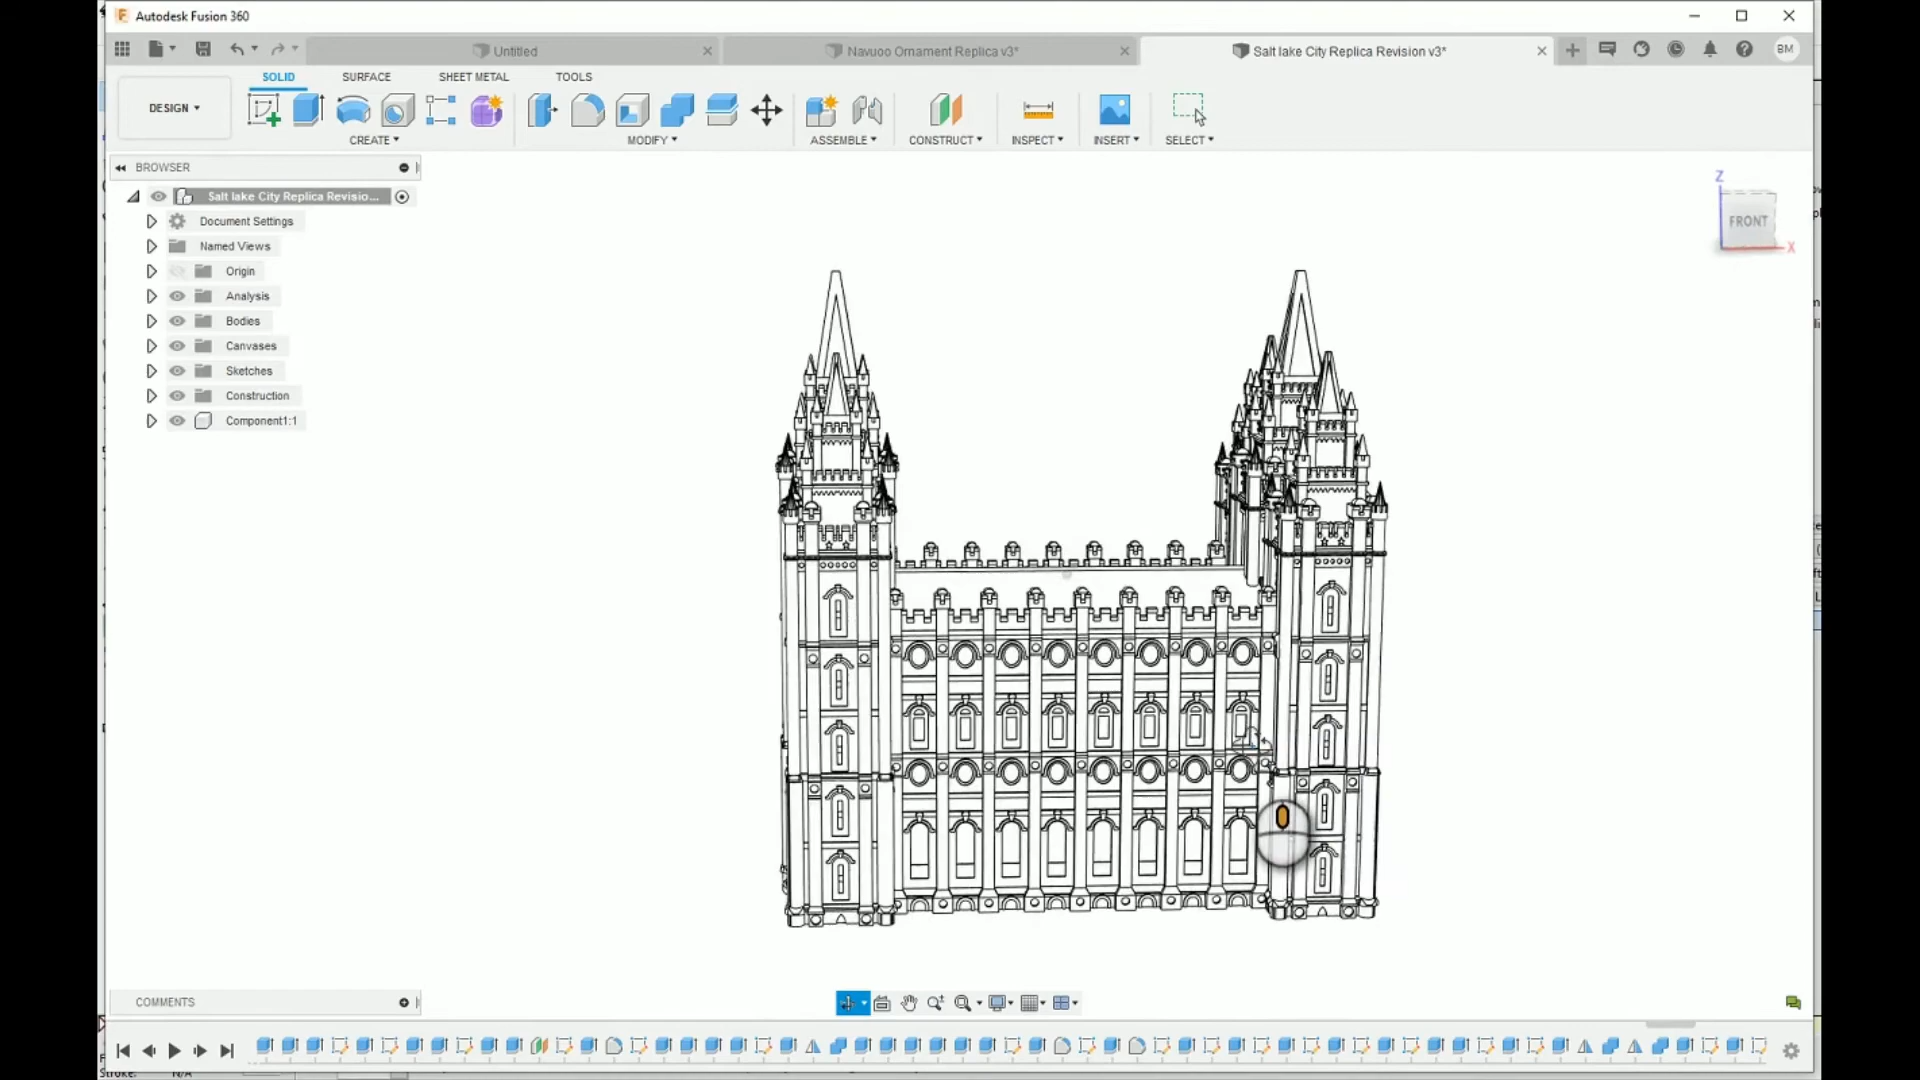 Autodesk Fusion 360
Untitled
Navuoo Ornament Replica v3*
Salt lake City Replica Revision v3*
BM
SOLID
SURFACE
SHEET METAL
TOOLS
DESIGN
CREATE
MODIFY
ASSEMBLE
CONSTRUCT
INSPECT
INSERT
SELECT
BROWSER
Salt lake City Replica Revisio...
Document Settings
Named Views
Origin
Analysis
Bodies
Canvases
Sketches
Construction
Component1:1
Z
FRONT
X
COMMENTS
Stroke: N/A